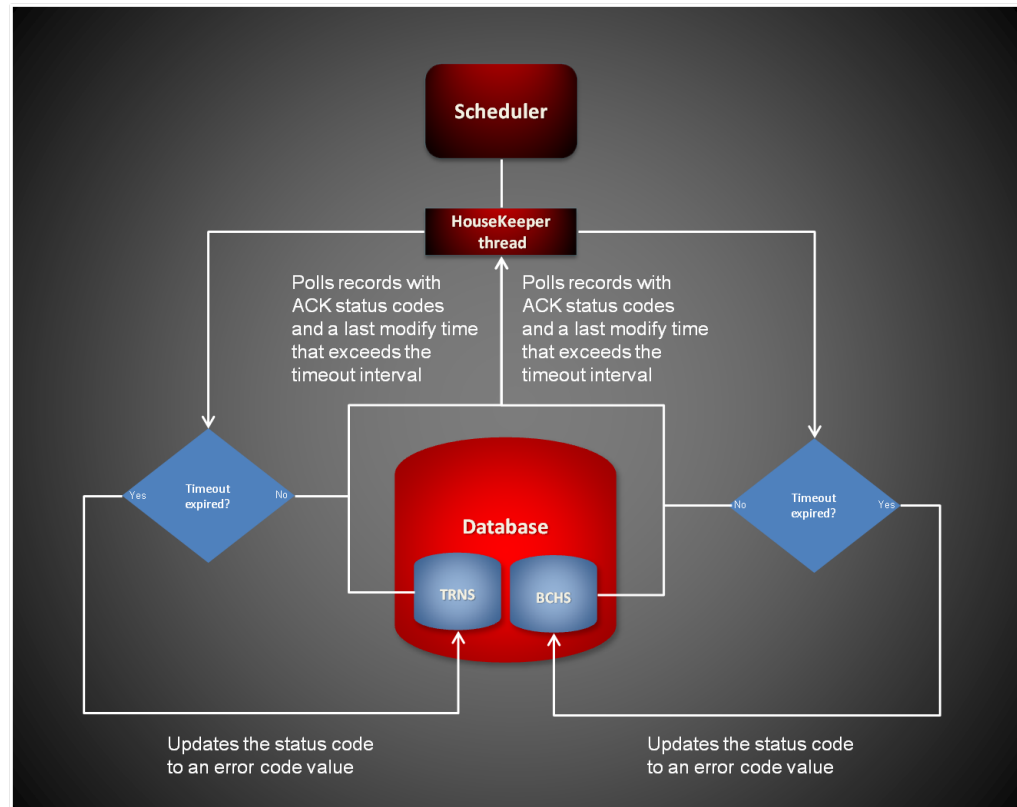 Scheduler
HouseKeeper
thread
Polls records with
ACK status codes
and a last modify time
that exceeds the
timeout interval
Polls records with
ACK status codes
and a last modify time
that exceeds the
timeout interval
Timeout
expired?
Yes
No
Database
TRNS
BCHS
Timeout
expired?
No
Yes
Updates the status code
to an error code value
Updates the status code
to an error code value